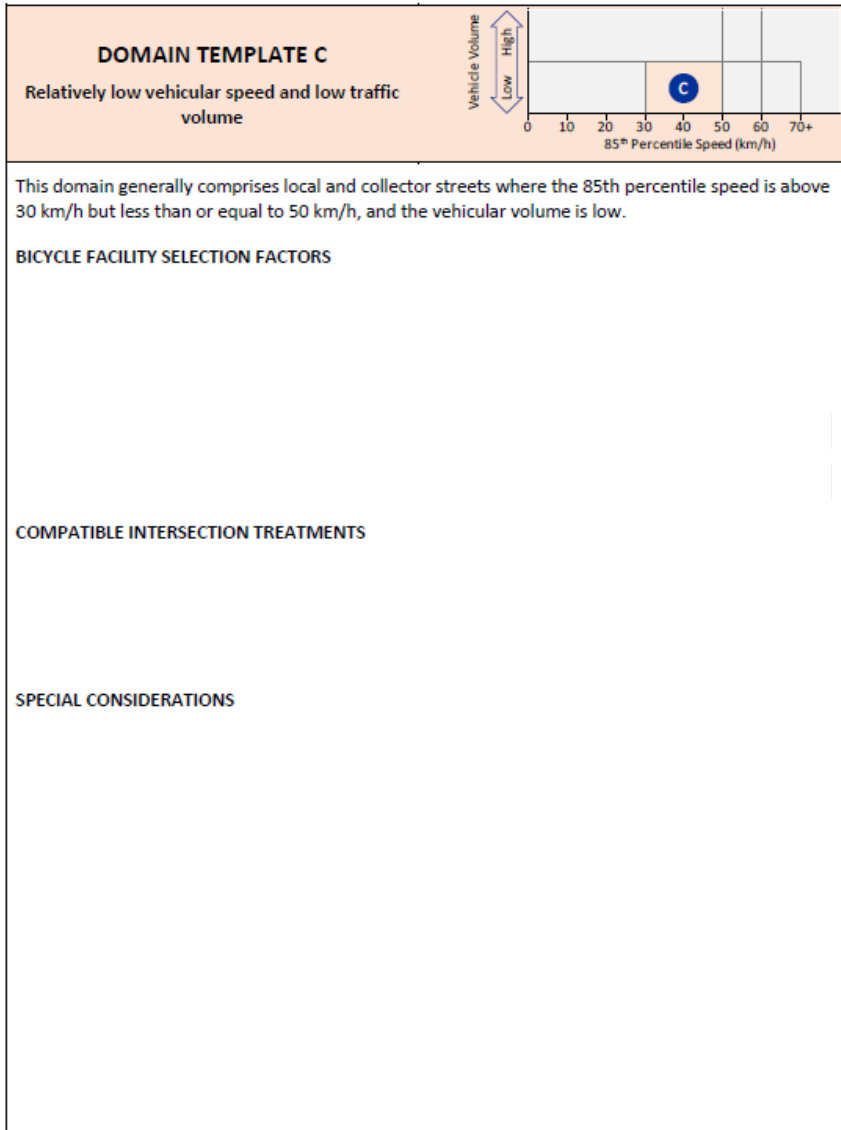 DOMAIN TEMPLATE C
Relatively low vehicular speed and low traffic
volume
Vehicle Volume
Low High
C
0 10 20 30 40 50 60 70+
85th Percentile Speed (km/h)
This domain generally comprises local and collector streets where the 85th percentile speed is above
30 km/h but less than or equal to 50 km/h, and the vehicular volume is low.
BICYCLE FACILITY SELECTION FACTORS
COMPATIBLE INTERSECTION TREATMENTS
SPECIAL CONSIDERATIONS